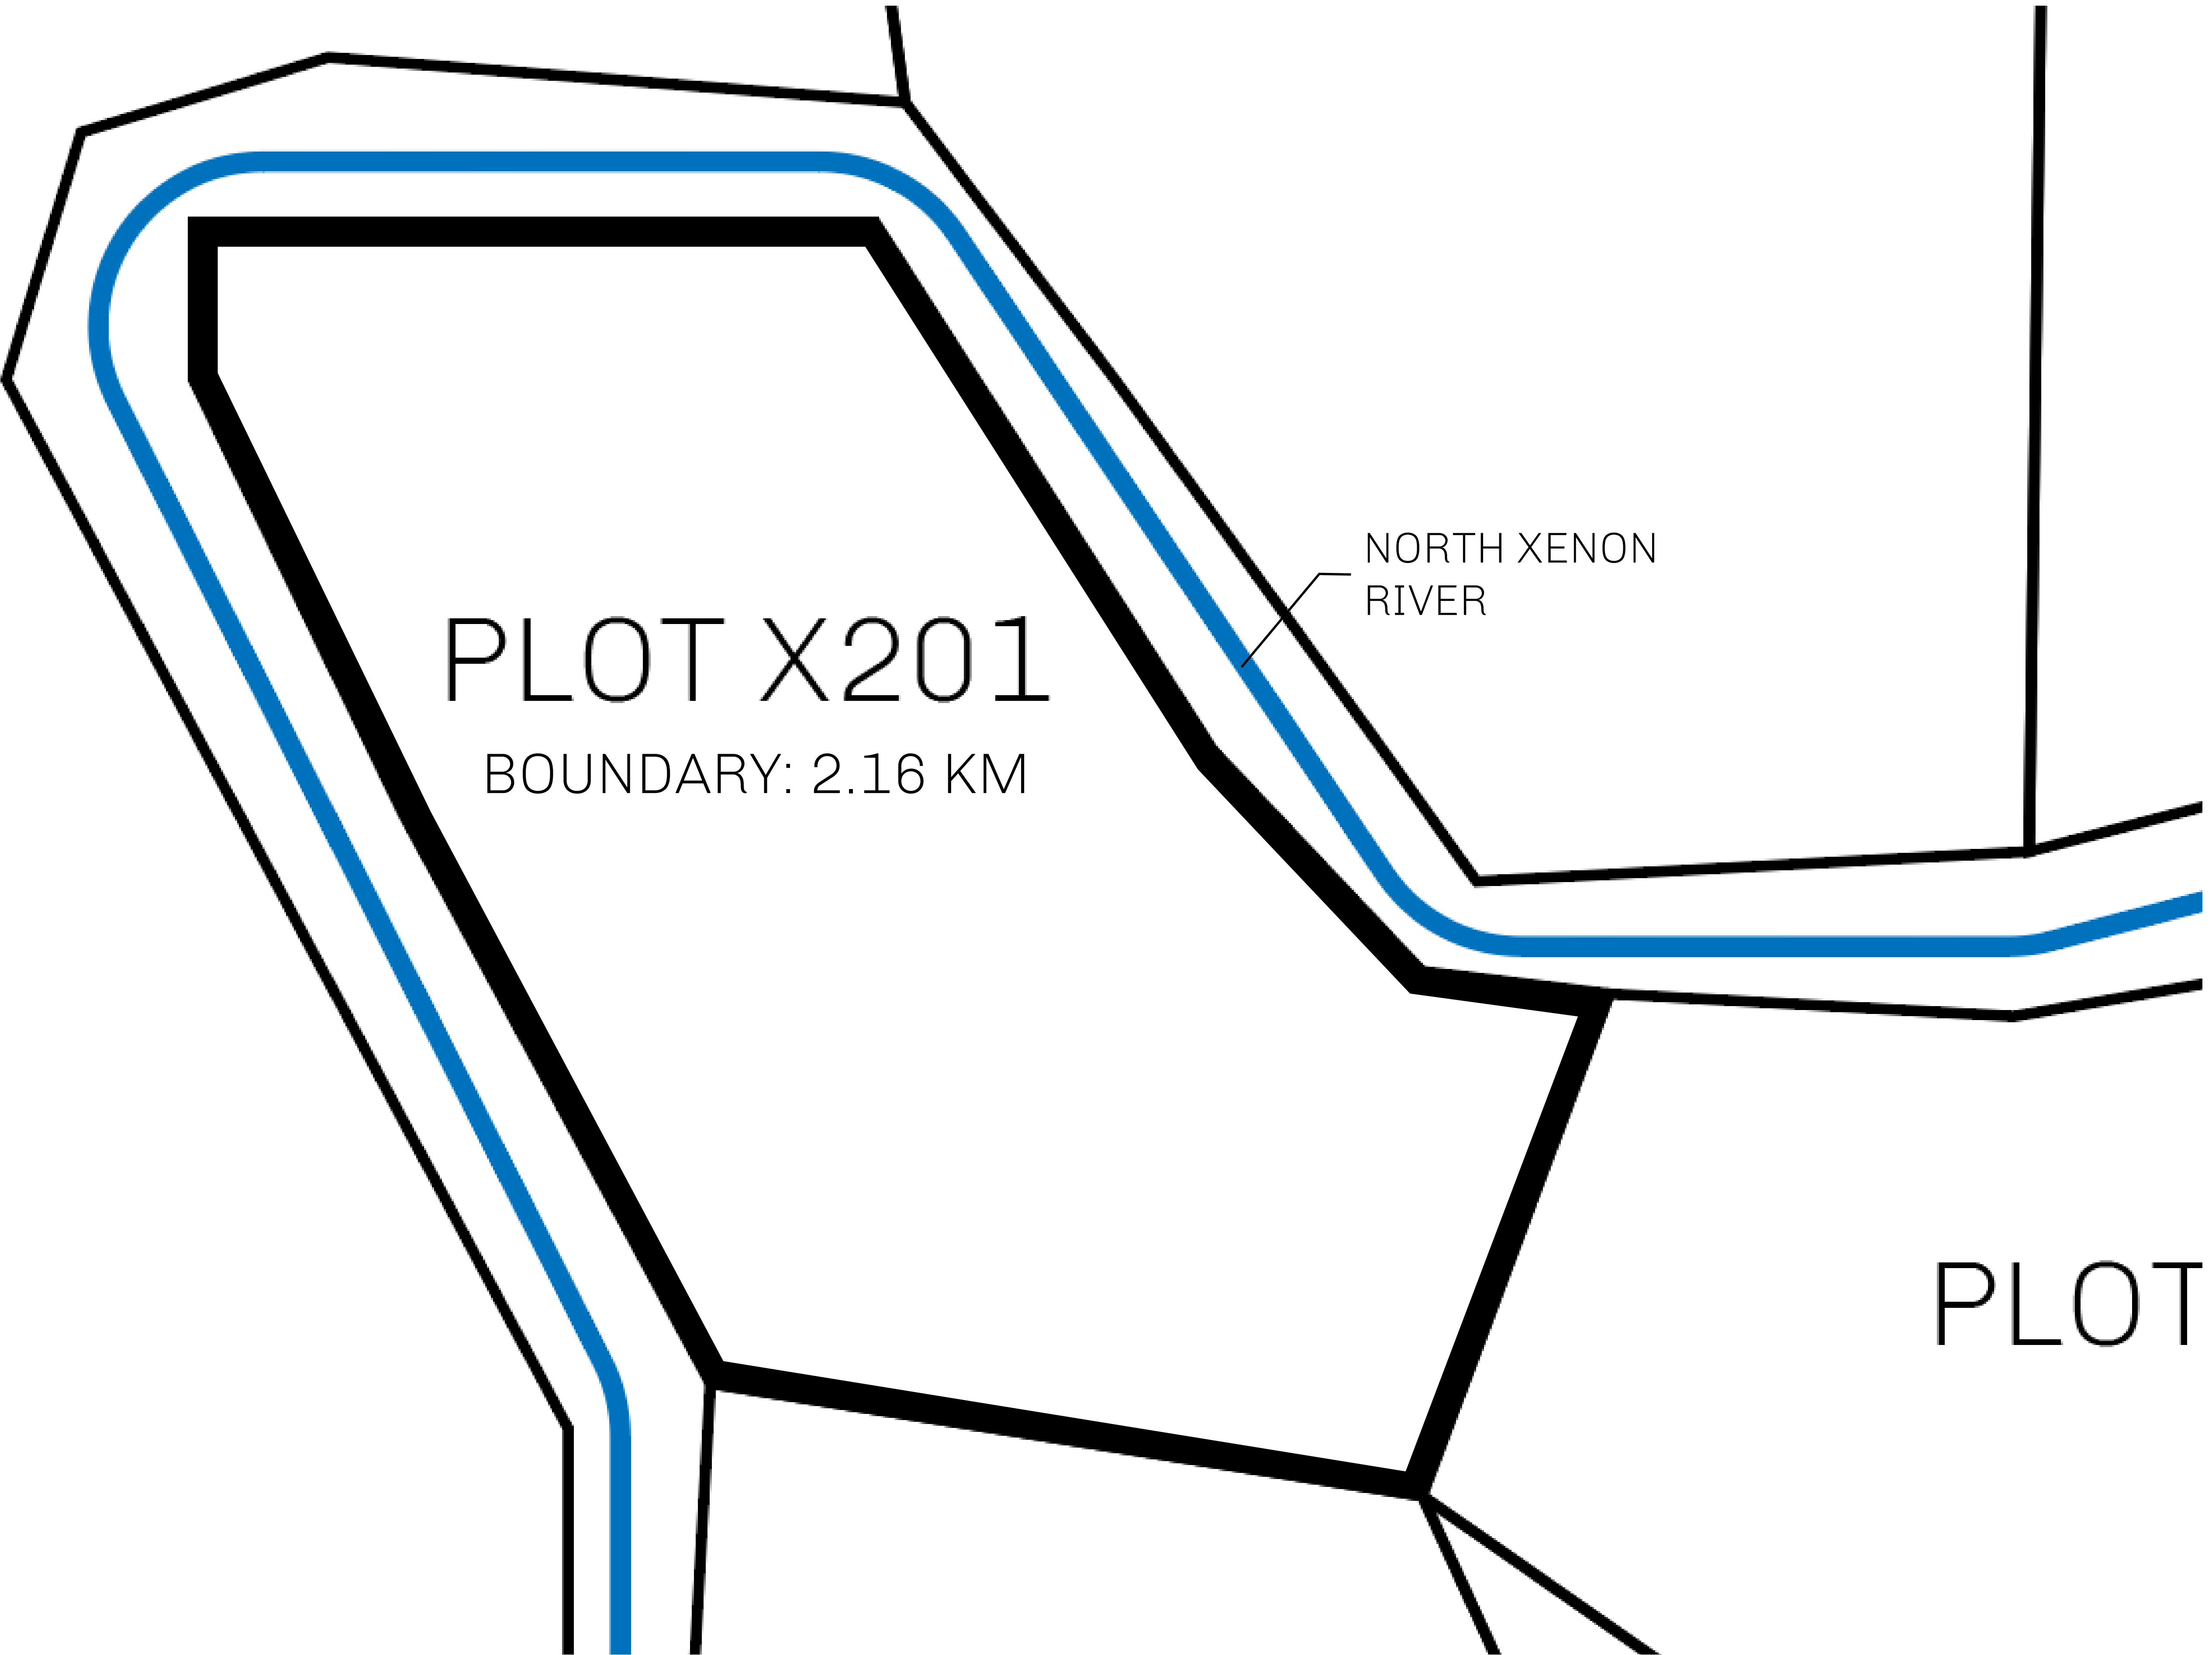 NORTH XENON
RIVER
PLOT X201
BOUNDARY: 2.16 KM
PLOT